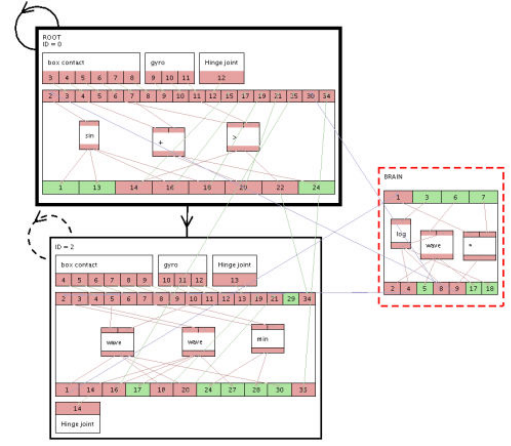 ROOT
ID = 0
box contact gyro Hinge joint
3 4 5 6 7 8 9 10 11 12
2 3 4 5 6 7 8 9 10 11 12 15 17 19 21 25 30 34
sin + >
1 13 14 16 18 20 22 24
BRAIN
1 3 6 7
log wave
2 4 5 8 9 17 18
ID = 2
box contact gyro Hinge joint
4 5 6 7 8 9 10 11 12 13
2 3 4 5 6 7 8 9 10 11 12 13 19 21 29 34
wave wave min
1 14 16 17 18 20 24 27 28 30 33
14
Hinge joint